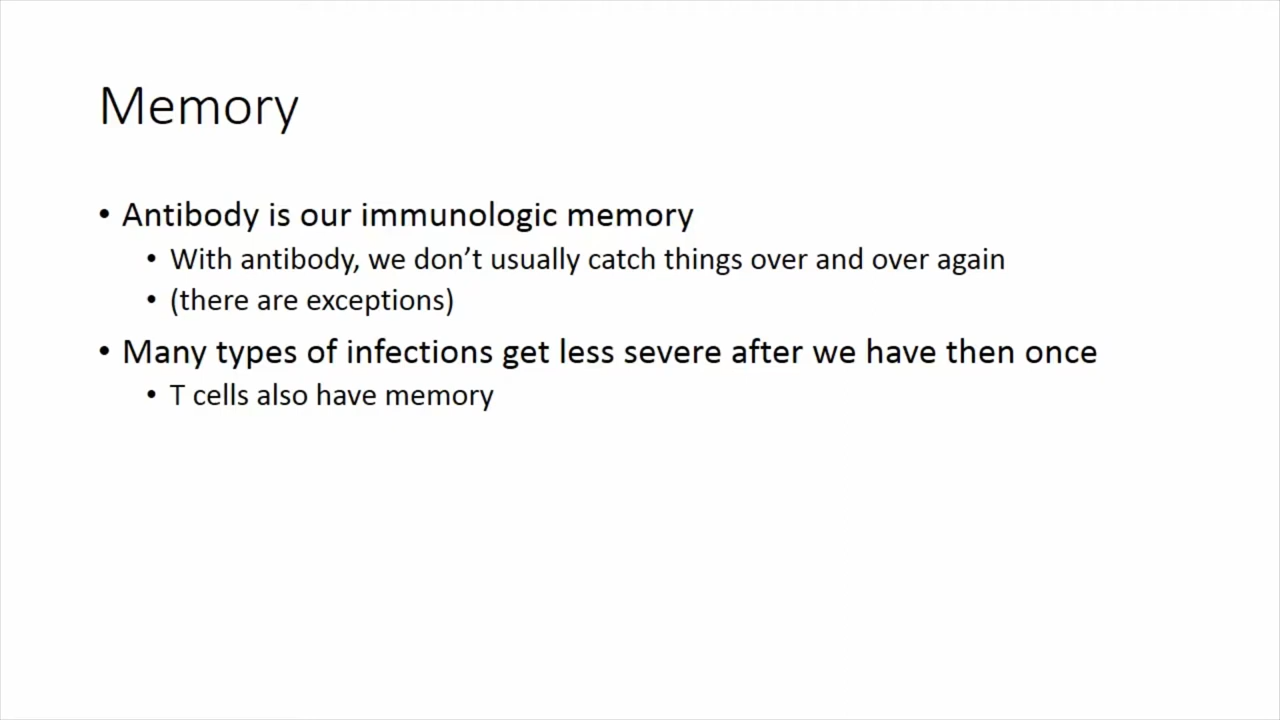 Memory
• Antibody is our immunologic memory
• With antibody, we don’t usually catch things over and over again
• (there are exceptions)
• Many types of infections get less severe after we have then once
• T cells also have memory